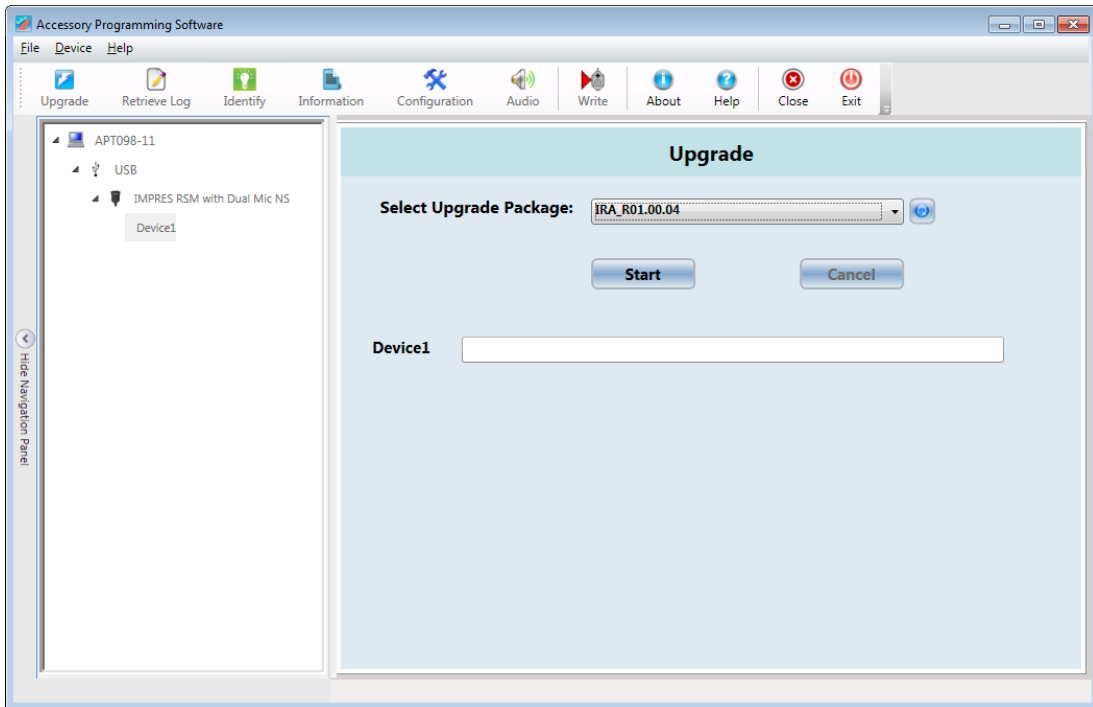 Accessory Programming Software
File Device Help
Upgrade Retrieve Log Identify Information Configuration Audio Write About Help Close Exit
APT098-11
USB
IMPRES RSM with Dual Mic NS
Device1
Hide Navigation Panel
Upgrade
Select Upgrade Package: IRA_R01.00.04
Start Cancel
Device1